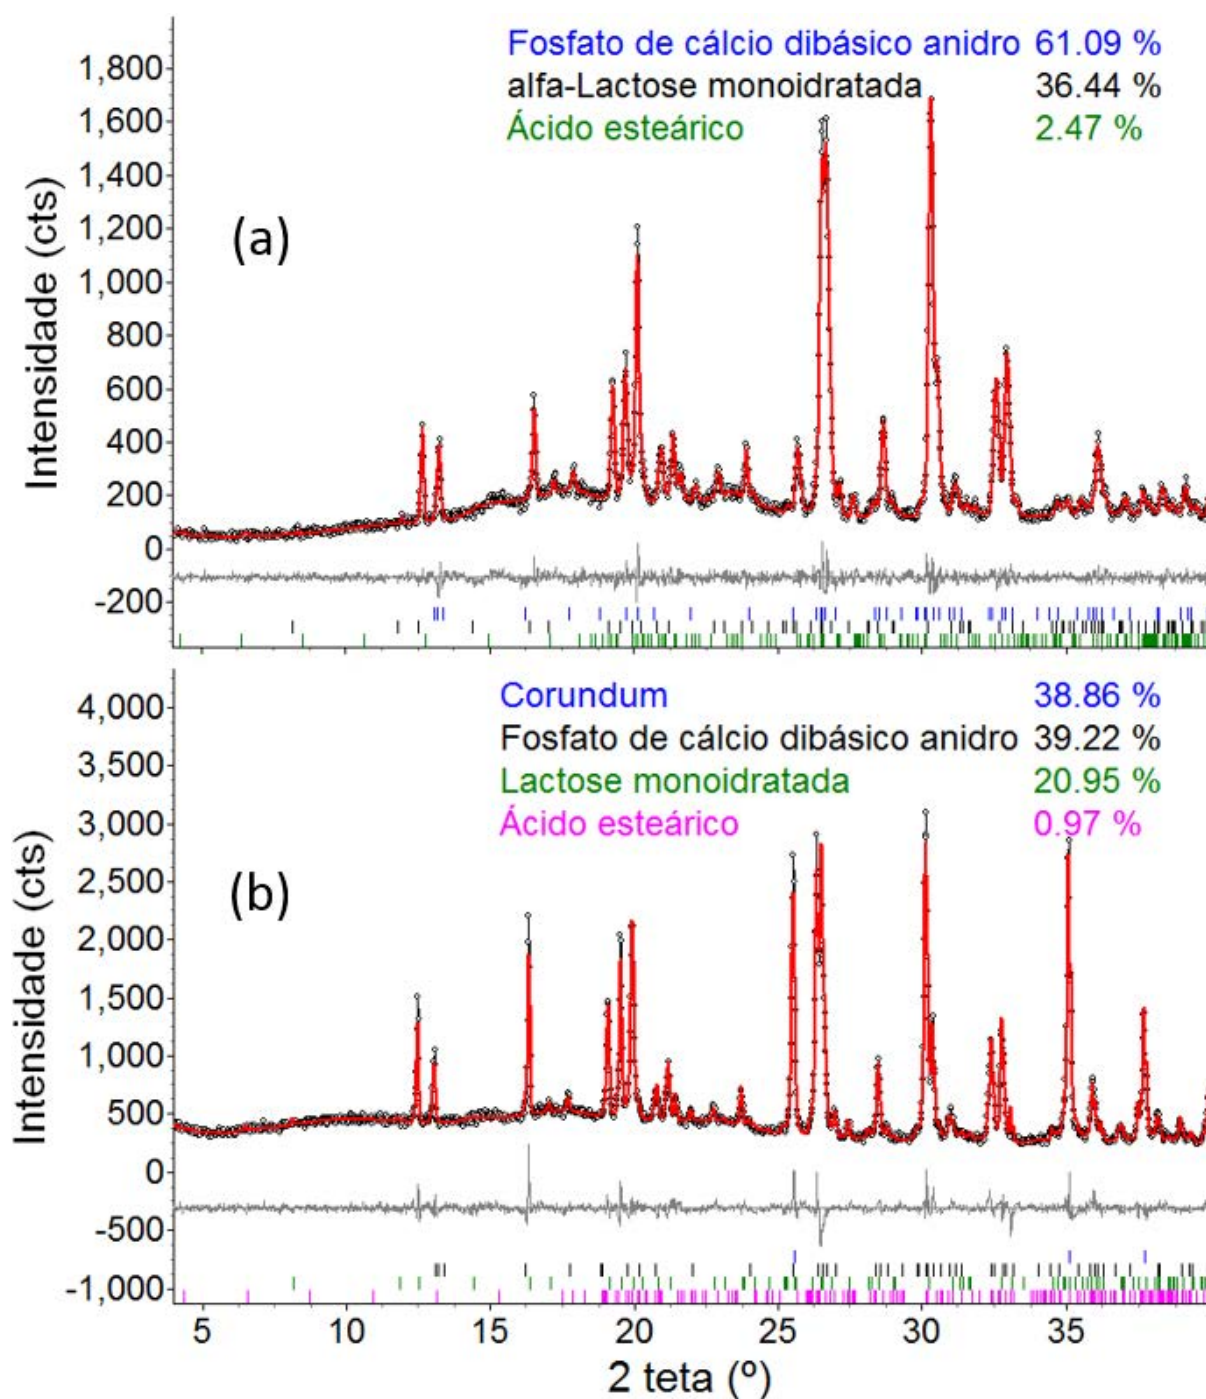 Fosfato de cálcio dibásico anidro 61.09 %
alfa-Lactose monoidratada 36.44 %
Ácido esteárico 2.47 %
(a)
Intensidade (cts)
1,800
1,600
1,400
1,200
1,000
800
600
400
200
0
-200
Corundum 38.86 %
Fosfato de cálcio dibásico anidro 39.22 %
Lactose monoidratada 20.95 %
Ácido esteárico 0.97 %
(b)
Intensidade (cts)
4,000
3,500
3,000
2,500
2,000
1,500
1,000
500
0
-500
-1,000
5 10 15 20 25 30 35
2 teta (º)